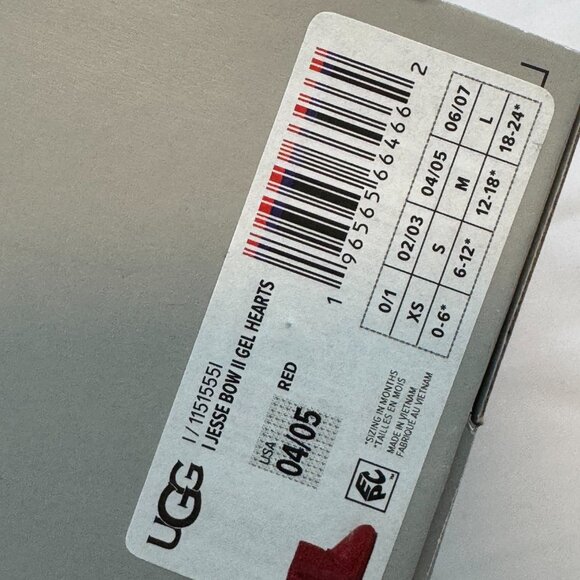 UGG
I / 1151555I
I JESSE BOW II GEL HEARTS
RED
USA
04/05
1 96565 66466 2
0/1 02/03 04/05 06/07
XS S M L
0-6* 6-12* 12-18* 18-24*
*SIZING IN MONTHS
*TAILLES EN MOIS
MADE IN VIETNAM
FABRIQUÉ AU VIETNAM